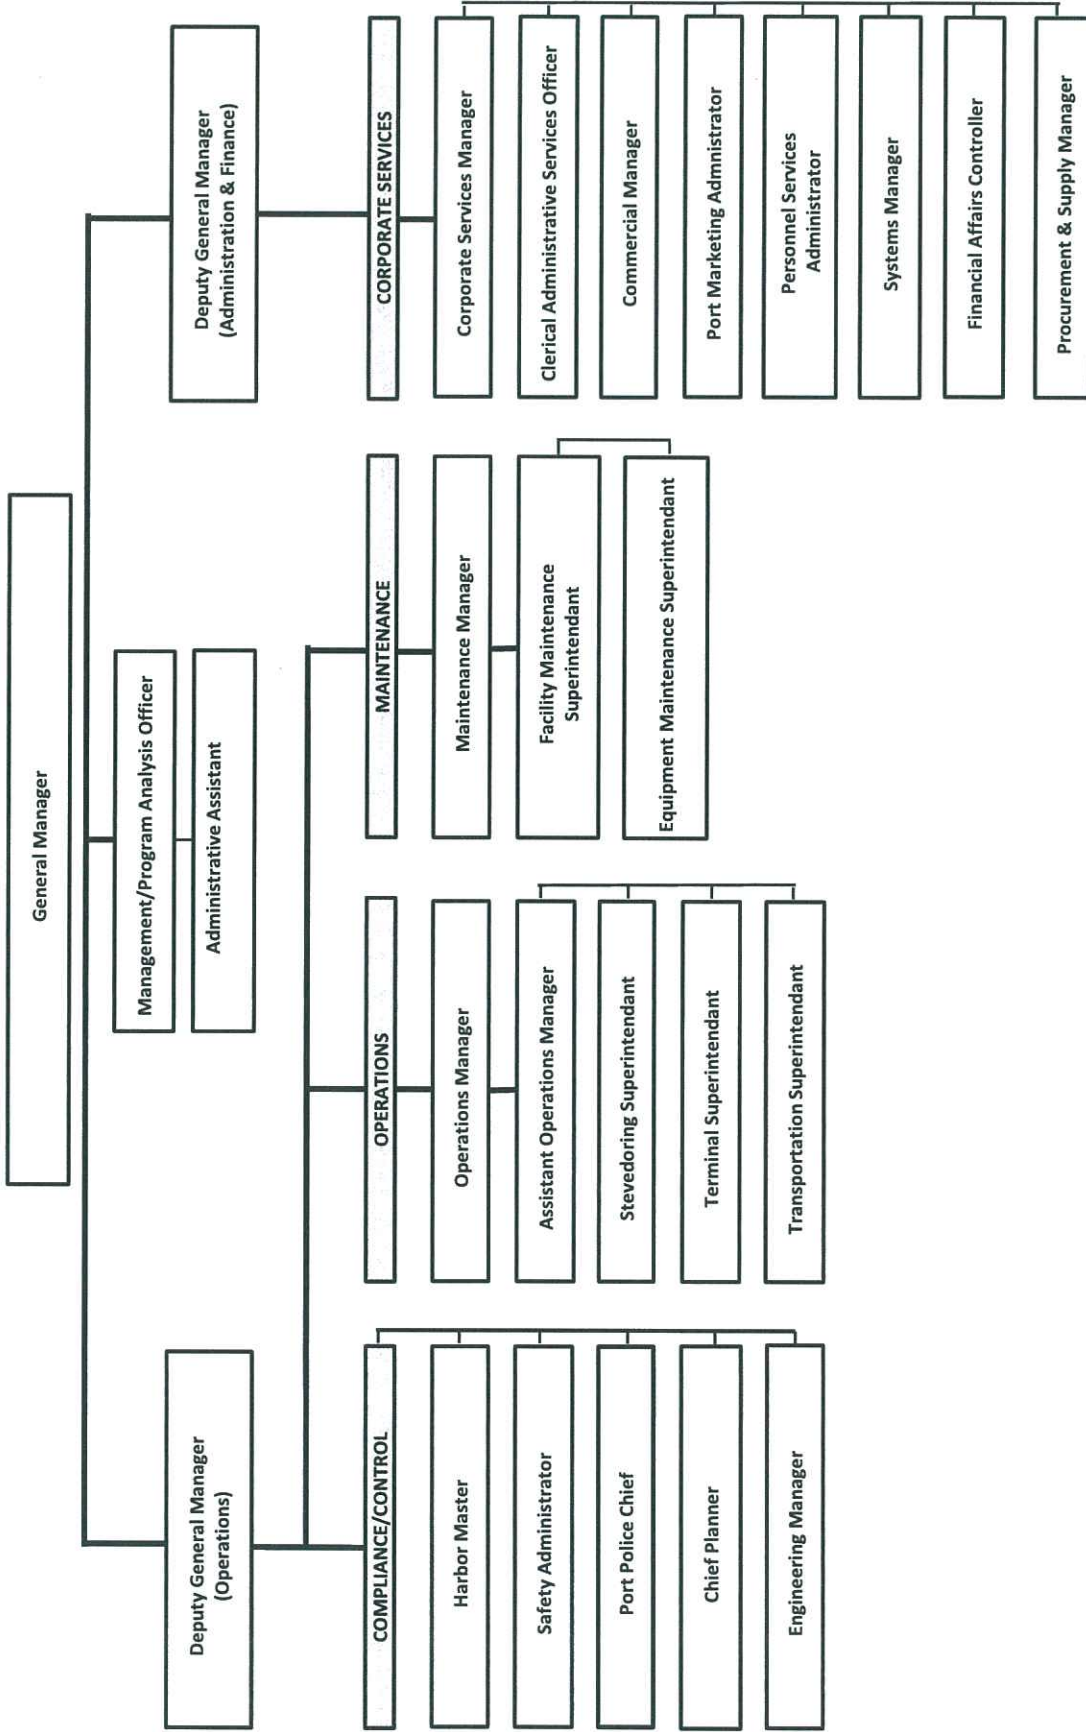 General Manager
Management/Program Analysis Officer
Administrative Assistant
Deputy General Manager
(Operations)
Deputy General Manager
(Administration & Finance)
COMPLIANCE/CONTROL
Harbor Master
Safety Administrator
Port Police Chief
Chief Planner
Engineering Manager
OPERATIONS
Operations Manager
Assistant Operations Manager
Stevedoring Superintendant
Terminal Superintendant
Transportation Superintendant
MAINTENANCE
Maintenance Manager
Facility Maintenance
Superintendant
Equipment Maintenance Superintendant
CORPORATE SERVICES
Corporate Services Manager
Clerical Administrative Services Officer
Commercial Manager
Port Marketing Admnistrator
Personnel Services
Administrator
Systems Manager
Financial Affairs Controller
Procurement & Supply Manager